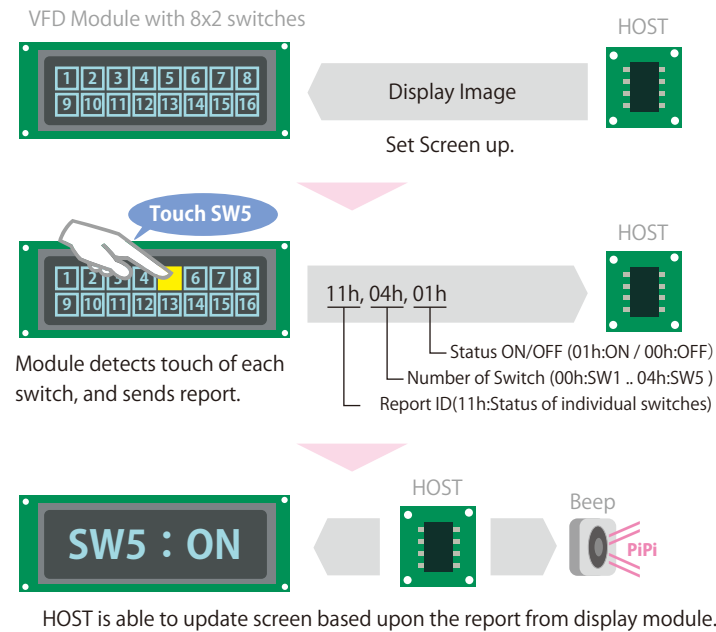 VFD Module with 8x2 switches
HOST
1 2 3 4 5 6 7 8
9 10 11 12 13 14 15 16
Display Image
Set Screen up.
Touch SW5
HOST
1 2 3 4 6 7 8
9 10 11 12 13 14 15 16
11h, 04h, 01h
Status ON/OFF (01h:ON / 00h:OFF)
Number of Switch (00h:SW1 .. 04h:SW5 )
Report ID(11h:Status of individual switches)
Module detects touch of each
switch, and sends report.
SW5 : ON
HOST
Beep
PiPi
HOST is able to update screen based upon the report from display module.